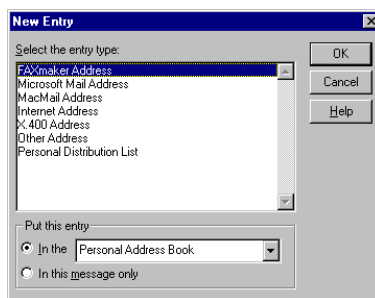 New Entry
Select the entry type:
FAXmaker Address
Microsoft Mail Address
MacMail Address
Internet Address
X.400 Address
Other Address
Personal Distribution List
OK
Cancel
Help
Put this entry
In the Personal Address Book
In this message only